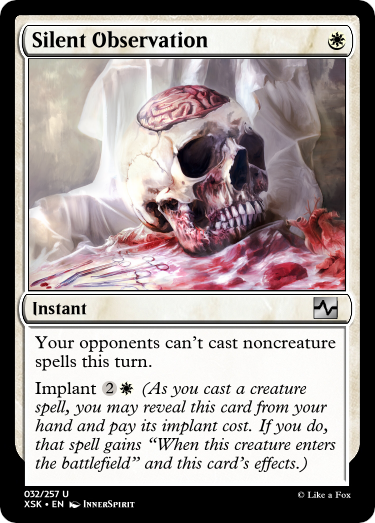 Silent Observation
Instant
Your opponents can't cast noncreature
spells this turn.
Implant 2 (As you cast a creature
spell, you may reveal this card from your
hand and pay its implant cost. If you do,
that spell gains “When this creature enters
the battlefield” and this card's effects.)
032/257 U
XSK • EN InnerSpirit
© Like a Fox